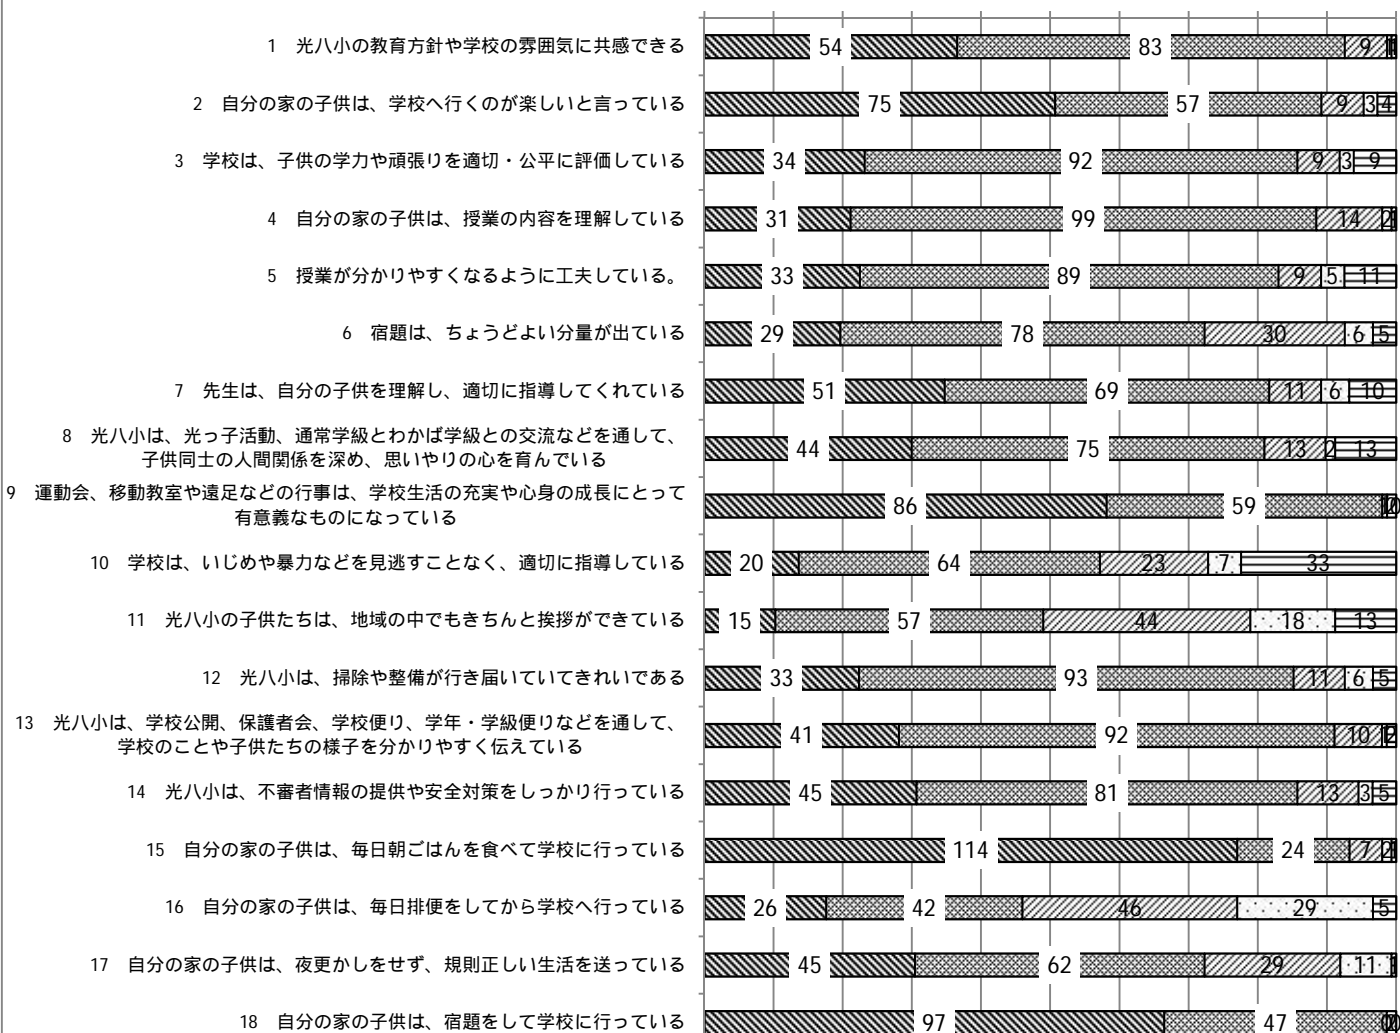 1 光八小の教育方針や学校の雰囲気に共感できる 54 83 9
2 自分の家の子供は、学校へ行くのが楽しいと言っている 75 57 9 3 4
3 学校は、子供の学力や頑張りを適切・公平に評価している 34 92 9 3 9
4 自分の家の子供は、授業の内容を理解している 31 99 14 2
5 授業が分かりやすくなるように工夫している。 33 89 9 5 11
6 宿題は、ちょうどよい分量が出ている 29 78 30 6 5
7 先生は、自分の子供を理解し、適切に指導してくれている 51 69 11 6 10
8 光八小は、光っ子活動、通常学級とわかば学級との交流などを通して、
子供同士の人間関係を深め、思いやりの心を育んでいる 44 75 13 2 13
9 運動会、移動教室や遠足などの行事は、学校生活の充実や心身の成長にとって
有意義なものになっている 86 59
10 学校は、いじめや暴力などを見逃すことなく、適切に指導している 20 64 23 7 33
11 光八小の子供たちは、地域の中でもきちんと挨拶ができている 15 57 44 18 13
12 光八小は、掃除や整備が行き届いていてきれいである 33 93 11 6 5
13 光八小は、学校公開、保護者会、学校便り、学年・学級便りなどを通して、
学校のことや子供たちの様子を分かりやすく伝えている 41 92 10 1 2
14 光八小は、不審者情報の提供や安全対策をしっかり行っている 45 81 13 3 5
15 自分の家の子供は、毎日朝ごはんを食べて学校に行っている 114 24 7 2
16 自分の家の子供は、毎日排便をしてから学校へ行っている 26 42 46 29 5
17 自分の家の子供は、夜更かしをせず、規則正しい生活を送っている 45 62 29 11 1
18 自分の家の子供は、宿題をして学校に行っている 97 47